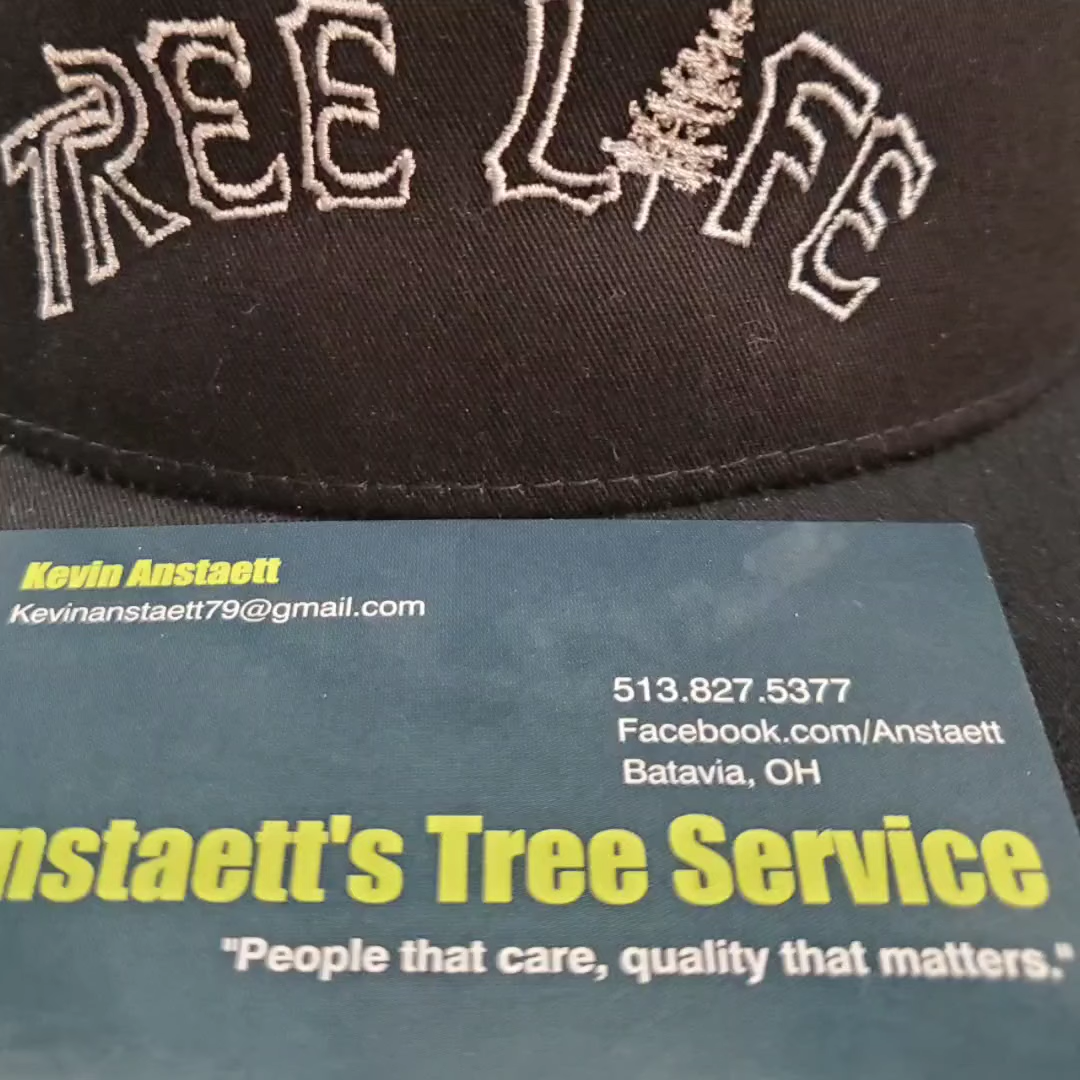 TREE LIFE
Kevin Anstaett
Kevinanstaett79@gmail.com
513.827.5377
Facebook.com/Anstaett
Batavia, OH
nstaett's Tree Service
"People that care, quality that matters."